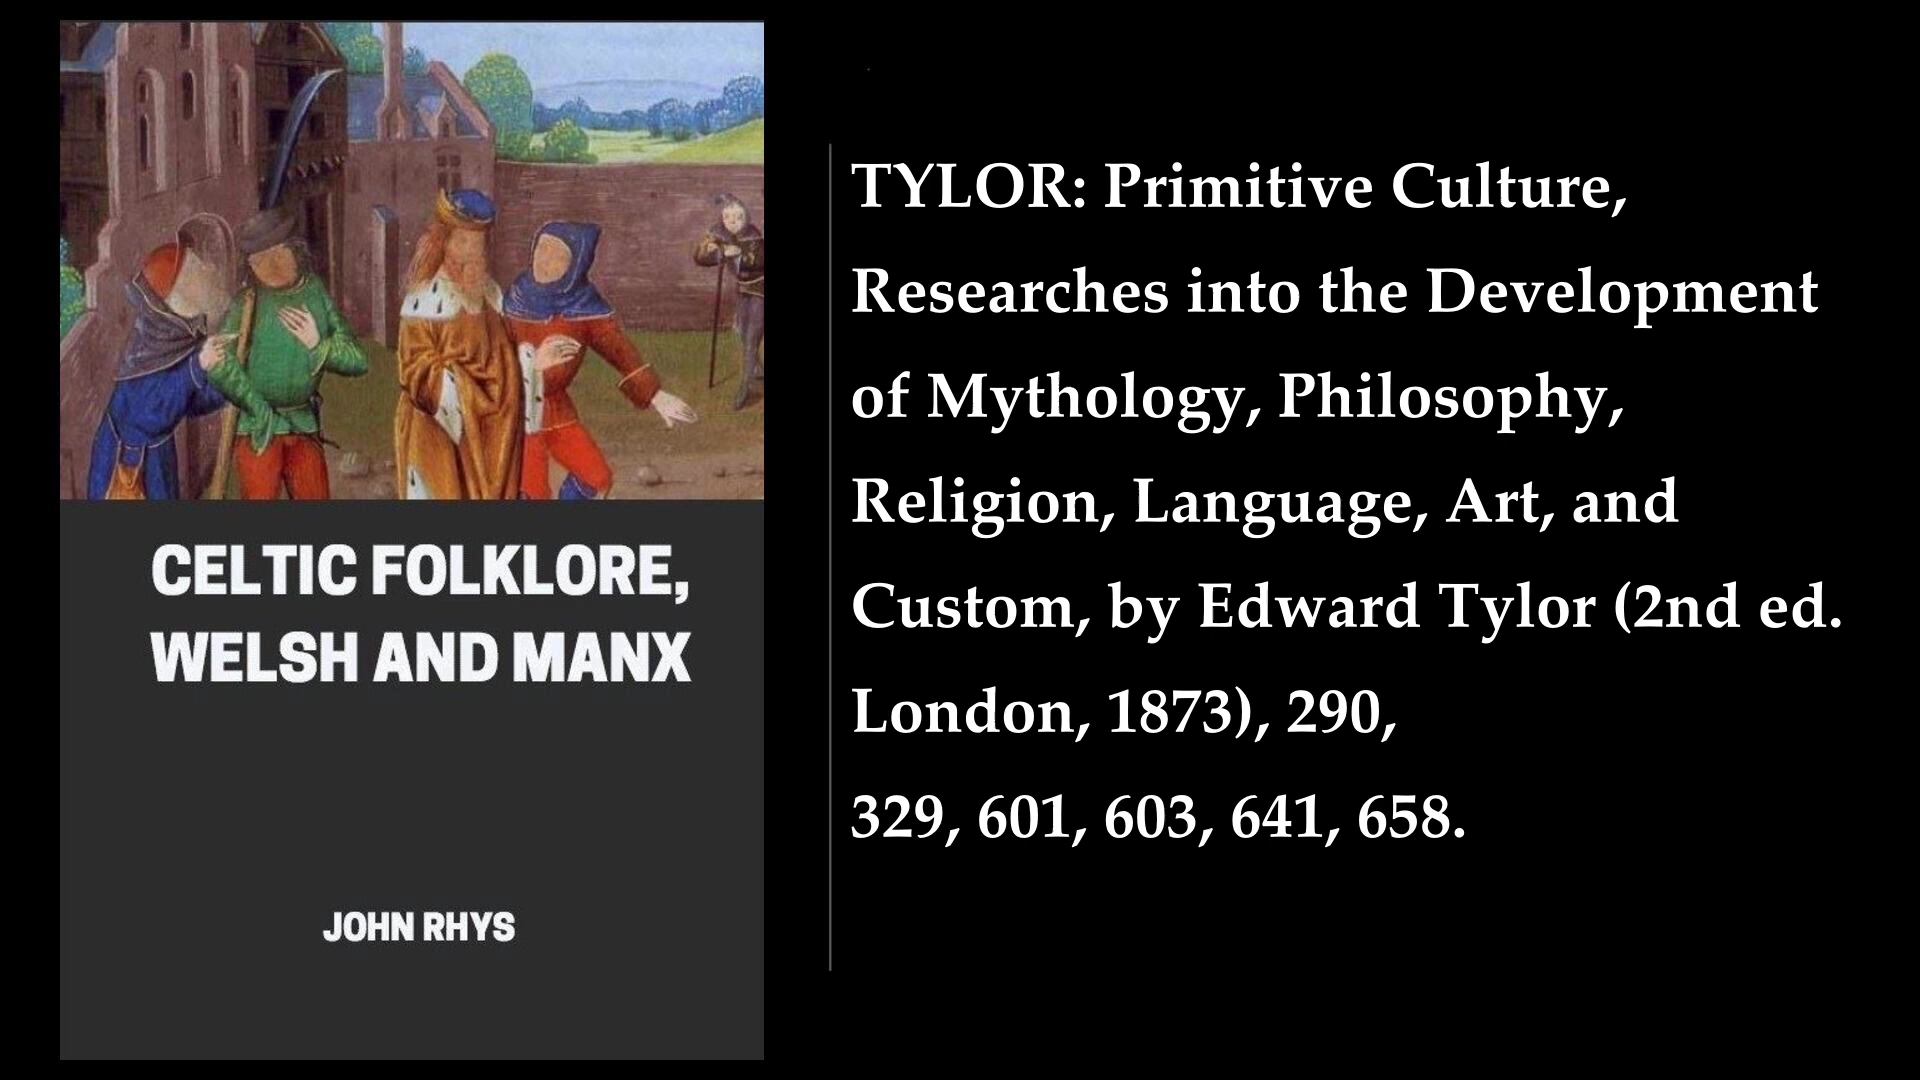 CELTIC FOLKLORE,
WELSH AND MANX
JOHN RHYS
TYLOR: Primitive Culture,
Researches into the Development
of Mythology, Philosophy,
Religion, Language, Art, and
Custom, by Edward Tylor (2nd ed.
London, 1873), 290,
329, 601, 603, 641, 658.